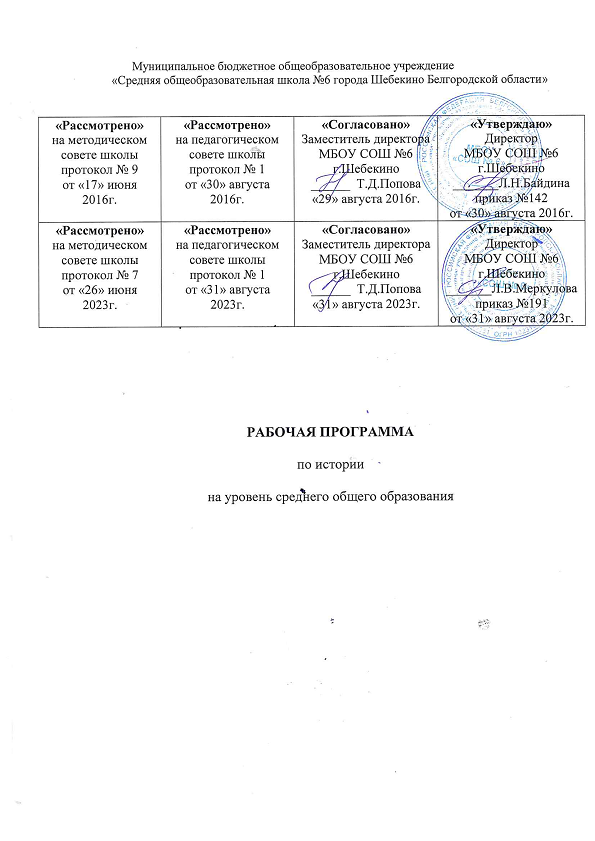 Муниципальное бюджетное общеобразовательное учреждение
«Средняя общеобразовательная школа №6 города Шебекино Белгородской области»
«Рассмотрено»
на методическом
совете школы
протокол № 9
от «17» июня
2016г.
«Рассмотрено»
на педагогическом
совете школы
протокол № 1
от «30» августа
2016г.
«Согласовано»
Заместитель директора
МБОУ СОШ №6
г.Шебекино
Т.Д.Попова
«29» августа 2016г.
«Утверждаю»
Директор
МБОУ СОШ №6
г.Шебекино
Л.Н.Байдина
приказ №142
от «30» августа 2016г.
«Рассмотрено»
на методическом
совете школы
протокол № 7
от «26» июня
2023г.
«Рассмотрено»
на педагогическом
совете школы
протокол № 1
от «31» августа
2023г.
«Согласовано»
Заместитель директора
МБОУ СОШ №6
г.Шебекино
Т.Д.Попова
«31» августа 2023г.
«Утверждаю»
Директор
МБОУ СОШ №6
г.Шебекино
Л.В.Меркулова
приказ №191
от «31» августа 2023г.
РАБОЧАЯ ПРОГРАММА
по истории
на уровень среднего общего образования